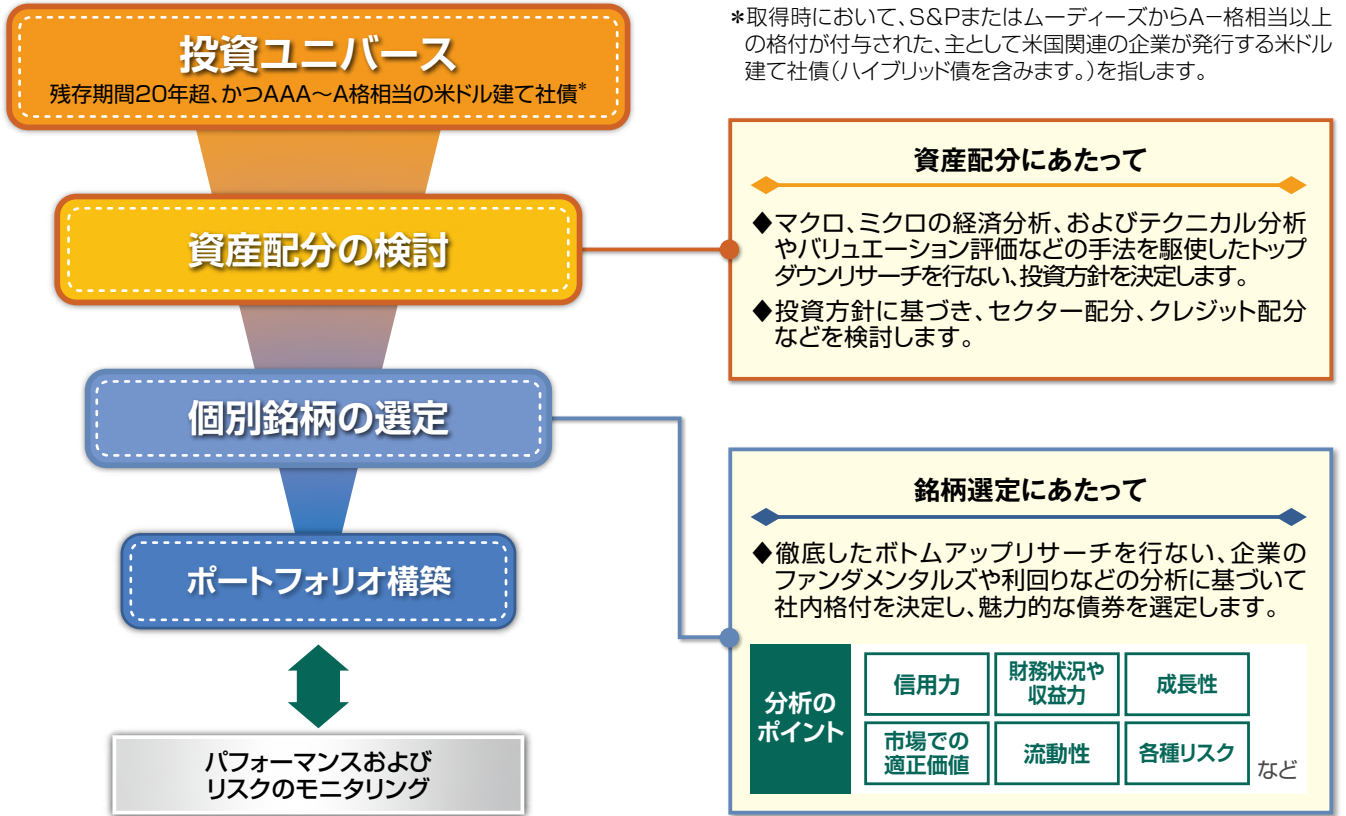 投資ユニバース
残存期間20年超、かつAAA～A格相当の米ドル建て社債*
資産配分の検討
個別銘柄の選定
ポートフォリオ構築
パフォーマンスおよび
リスクのモニタリング
*取得時において、S&PまたはムーディーズからA－格相当以上
の格付が付与された、主として米国関連の企業が発行する米ドル
建て社債(ハイブリッド債を含みます。)を指します。
資産配分にあたって
◆マクロ、ミクロの経済分析、およびテクニカル分析
やバリュエーション評価などの手法を駆使したトップ
ダウンリサーチを行ない、投資方針を決定します。
◆投資方針に基づき、セクター配分、クレジット配分
などを検討します。
銘柄選定にあたって
◆徹底したボトムアップリサーチを行ない、企業の
ファンダメンタルズや利回りなどの分析に基づいて
社内格付を決定し、魅力的な債券を選定します。
分析の
ポイント
信用力
財務状況や
収益力
成長性
市場での
適正価値
流動性
各種リスク
など